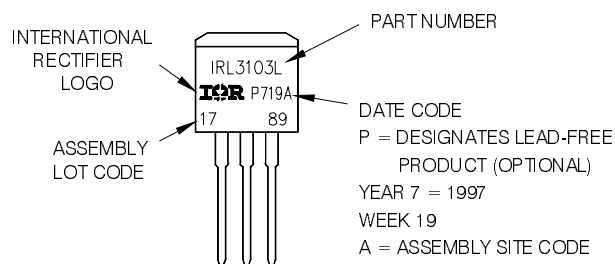 PART NUMBER
INTERNATIONAL
RECTIFIER
LOGO
IRL3103L
IOR P719A
17 89
ASSEMBLY
LOT CODE
DATE CODE
P = DESIGNATES LEAD-FREE
PRODUCT (OPTIONAL)
YEAR 7 = 1997
WEEK 19
A = ASSEMBLY SITE CODE